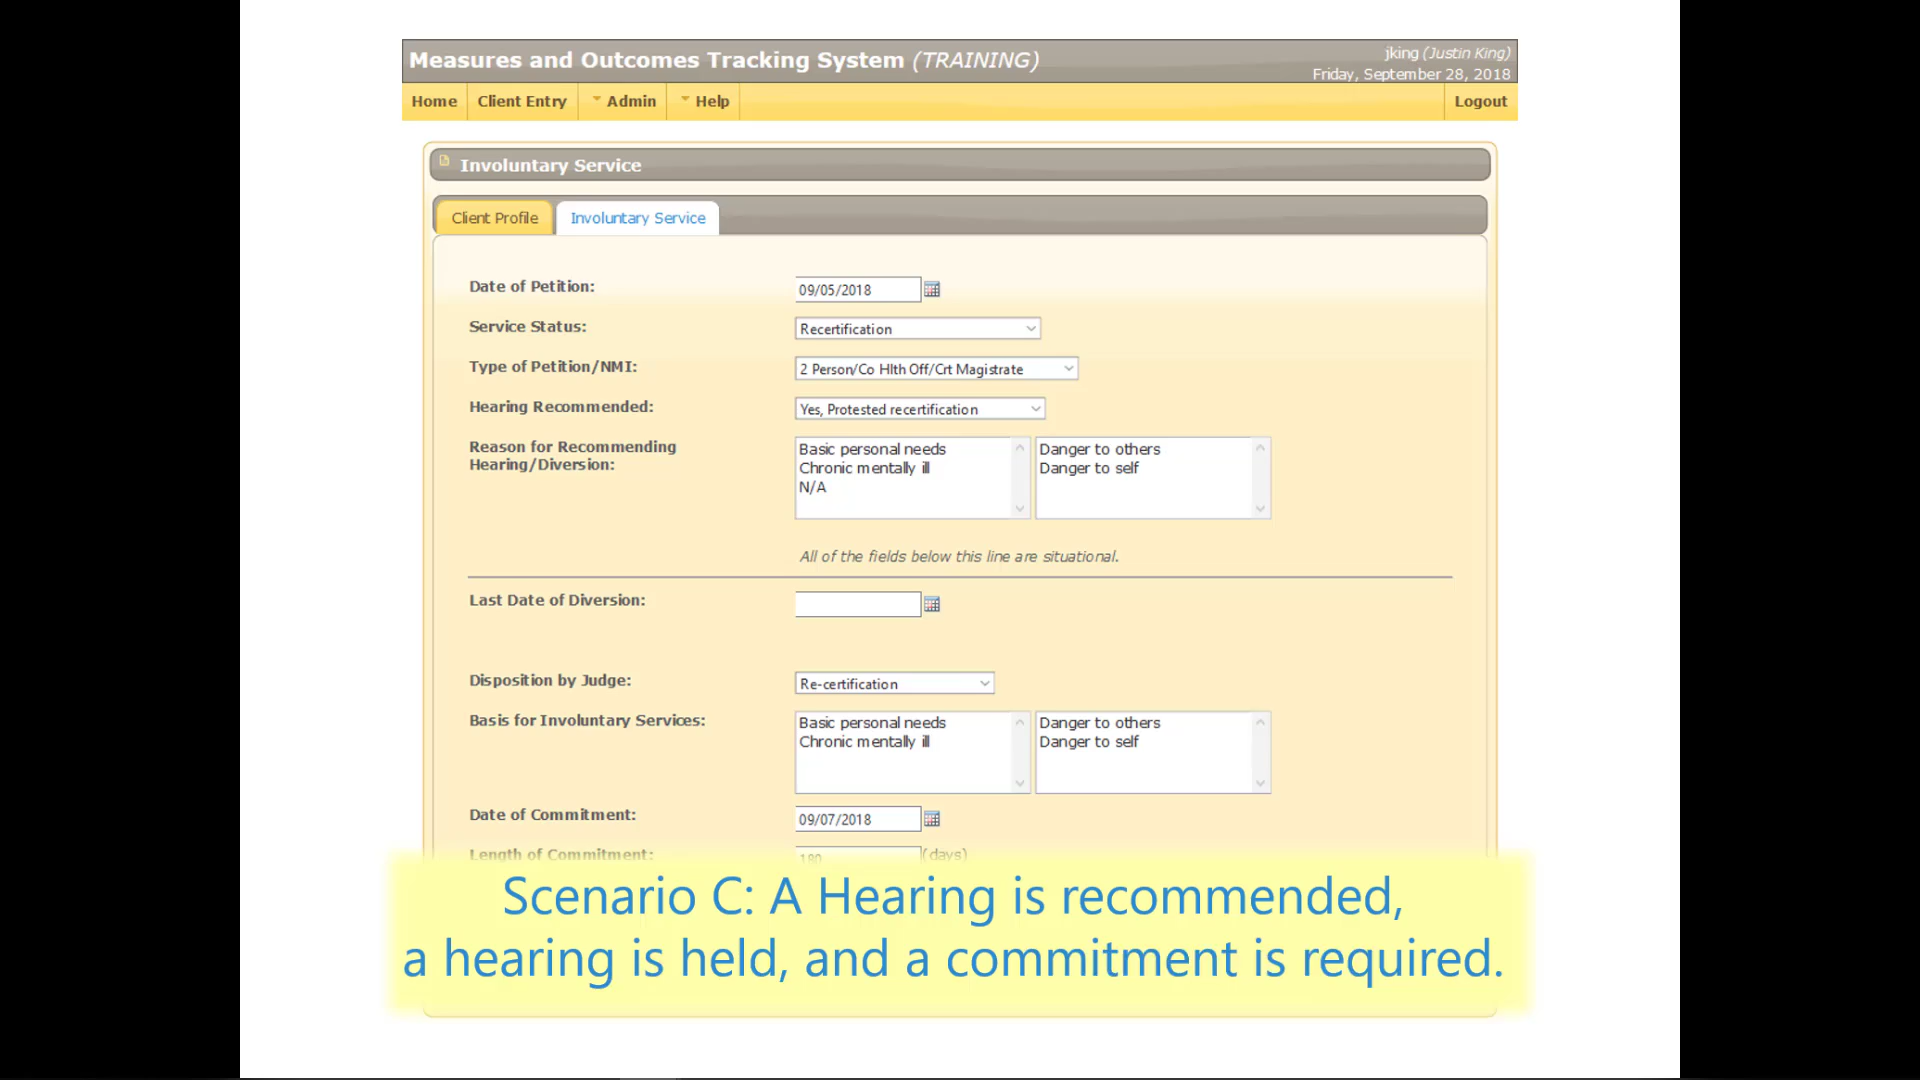 Measures and Outcomes Tracking System (TRAINING)
jking (Justin King)
Friday, September 28, 2018
Home Client Entry Admin Help Logout
Involuntary Service
Client Profile Involuntary Service
Date of Petition: 09/05/2018
Service Status: Recertification
Type of Petition/NMI: 2 Person/Co Hlth Off/Crt Magistrate
Hearing Recommended: Yes, Protested recertification
Reason for Recommending
Hearing/Diversion:
Basic personal needs
Chronic mentally ill
N/A
Danger to others
Danger to self
All of the fields below this line are situational.
Last Date of Diversion:
Disposition by Judge: Re-certification
Basis for Involuntary Services:
Basic personal needs
Chronic mentally ill
Danger to others
Danger to self
Date of Commitment: 09/07/2018
Length of Commitment: 180 (days)
Scenario C: A Hearing is recommended,
a hearing is held, and a commitment is required.